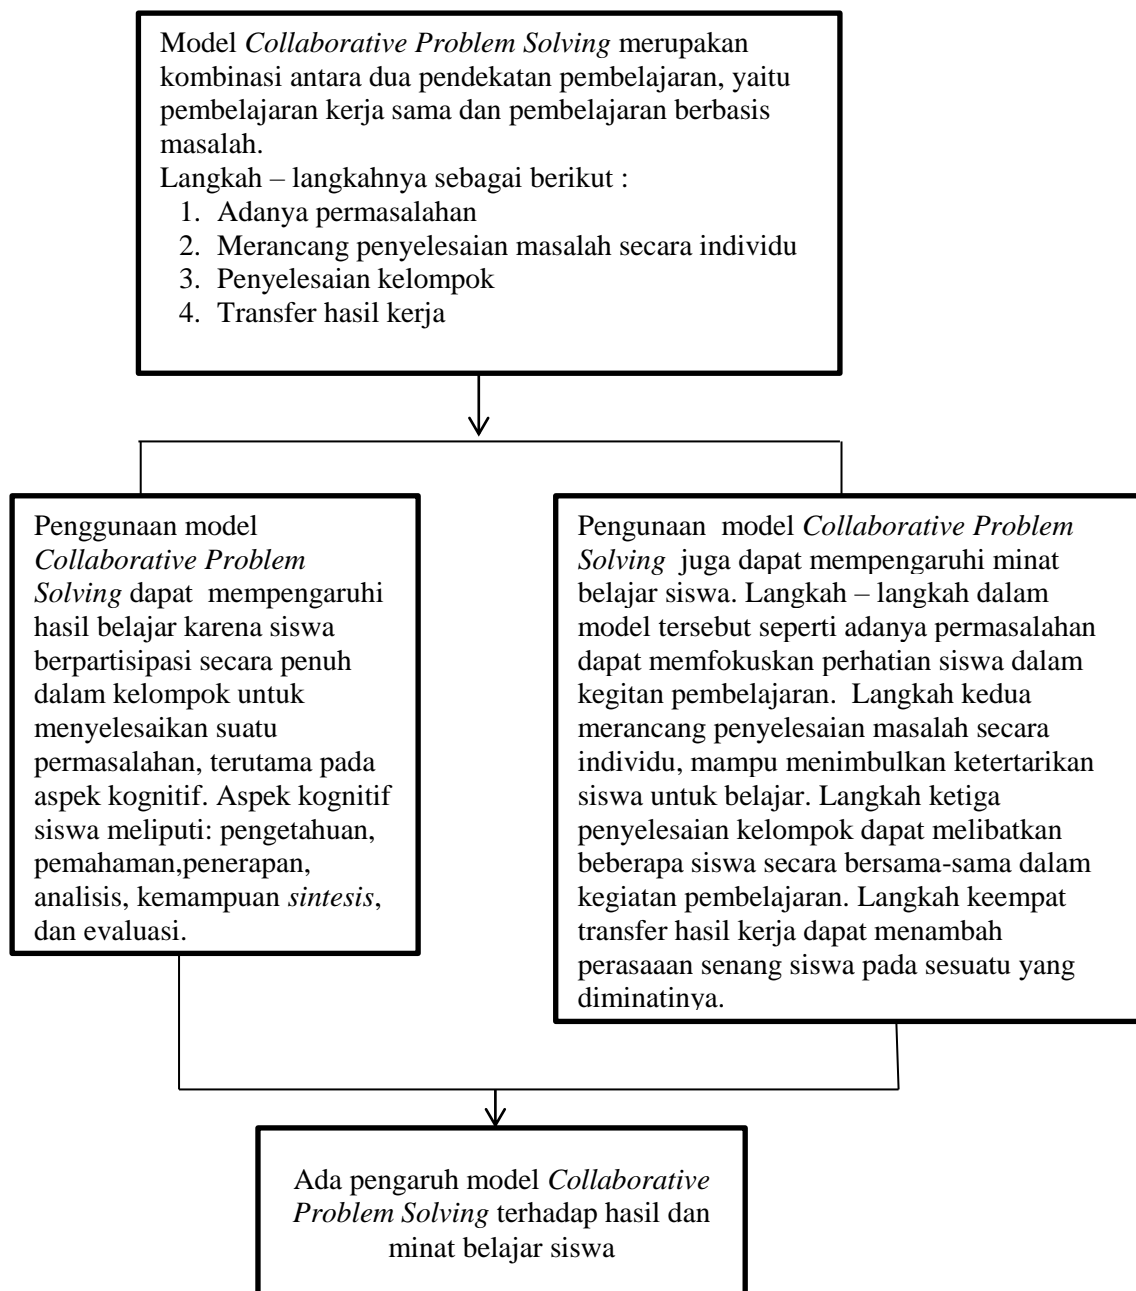 Model Collaborative Problem Solving merupakan
kombinasi antara dua pendekatan pembelajaran, yaitu
pembelajaran kerja sama dan pembelajaran berbasis
masalah.
Langkah – langkahnya sebagai berikut :
1. Adanya permasalahan
2. Merancang penyelesaian masalah secara individu
3. Penyelesaian kelompok
4. Transfer hasil kerja
Penggunaan model
Collaborative Problem
Solving dapat mempengaruhi
hasil belajar karena siswa
berpartisipasi secara penuh
dalam kelompok untuk
menyelesaikan suatu
permasalahan, terutama pada
aspek kognitif. Aspek kognitif
siswa meliputi: pengetahuan,
pemahaman,penerapan,
analisis, kemampuan sintesis,
dan evaluasi.
Pengunaan model Collaborative Problem
Solving juga dapat mempengaruhi minat
belajar siswa. Langkah – langkah dalam
model tersebut seperti adanya permasalahan
dapat memfokuskan perhatian siswa dalam
kegitan pembelajaran. Langkah kedua
merancang penyelesaian masalah secara
individu, mampu menimbulkan ketertarikan
siswa untuk belajar. Langkah ketiga
penyelesaian kelompok dapat melibatkan
beberapa siswa secara bersama-sama dalam
kegiatan pembelajaran. Langkah keempat
transfer hasil kerja dapat menambah
perasaaan senang siswa pada sesuatu yang
diminatinya.
Ada pengaruh model Collaborative
Problem Solving terhadap hasil dan
minat belajar siswa